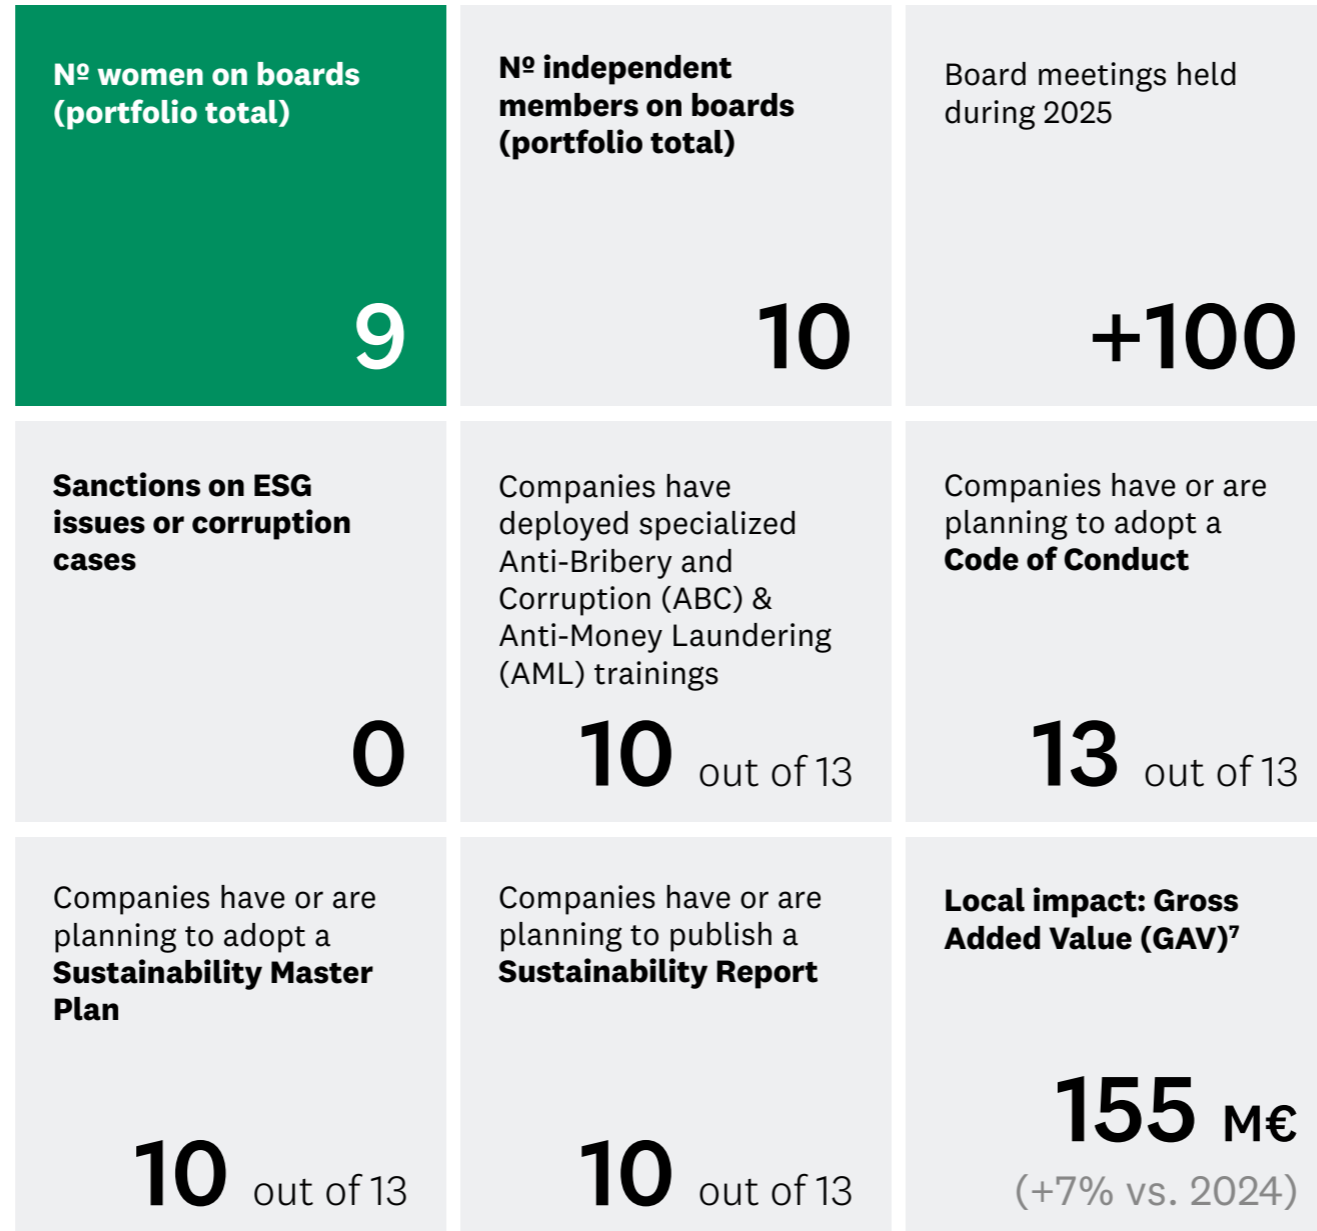 Nº women on boards
(portfolio total)
9
Nº independent
members on boards
(portfolio total)
10
Board meetings held
during 2025
+100
Sanctions on ESG
issues or corruption
cases
0
Companies have
deployed specialized
Anti-Bribery and
Corruption (ABC) &
Anti-Money Laundering
(AML) trainings
10 out of 13
Companies have or are
planning to adopt a
Code of Conduct
13 out of 13
Companies have or are
planning to adopt a
Sustainability Master
Plan
10 out of 13
Companies have or are
planning to publish a
Sustainability Report
10 out of 13
Local impact: Gross
Added Value (GAV)⁷
155 M€
(+7% vs. 2024)